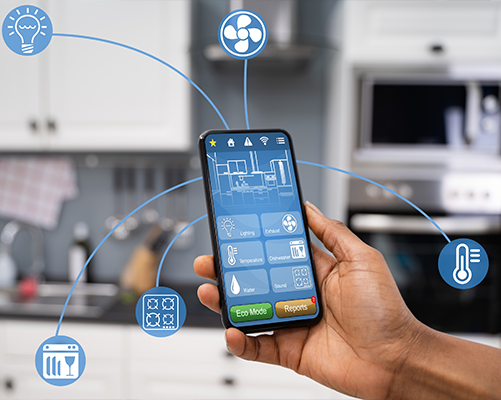 Lighting
Exhaust
Temperature
Dishwasher
Water
Sound
Eco Mode
Reports